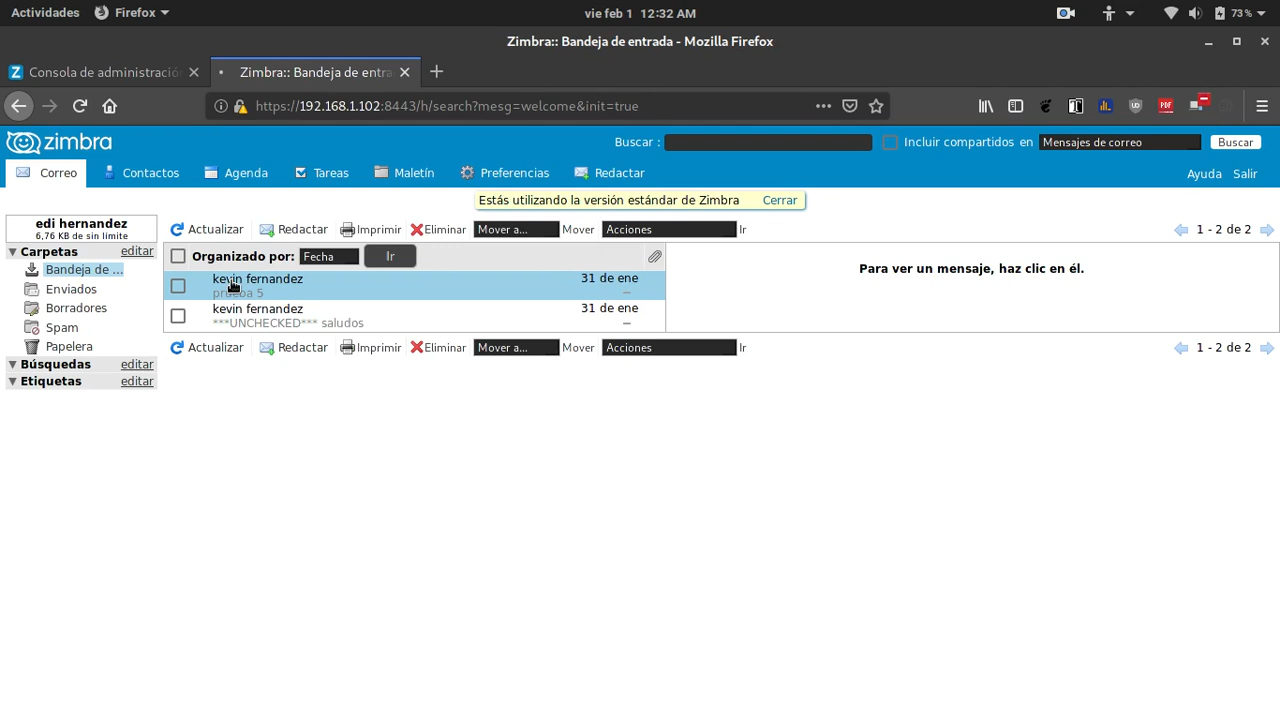 Actividades Firefox vie feb 1 12:32 AM 73%
Zimbra:: Bandeja de entrada - Mozilla Firefox
Consola de administració Zimbra:: Bandeja de entra
https://192.168.1.102:8443/h/search?mesg=welcome&init=true
zimbra Buscar : Incluir compartidos en Mensajes de correo Buscar
Correo Contactos Agenda Tareas Maletín Preferencias Redactar Ayuda Salir
Estás utilizando la versión estándar de Zimbra Cerrar
edi hernandez
6,76 KB de sin limite
Actualizar Redactar Imprimir Eliminar Mover a... Acciones Ir 1 - 2 de 2
Carpetas editar
Organizado por: Fecha Ir
Bandeja de ...
Enviados
Borradores
Spam
Papelera
Búsquedas editar
Etiquetas editar
kevin fernandez 31 de ene
prueba 5 –
kevin fernandez 31 de ene
***UNCHECKED*** saludos –
Para ver un mensaje, haz clic en él.
Actualizar Redactar Imprimir Eliminar Mover a... Mover Acciones Ir 1 - 2 de 2